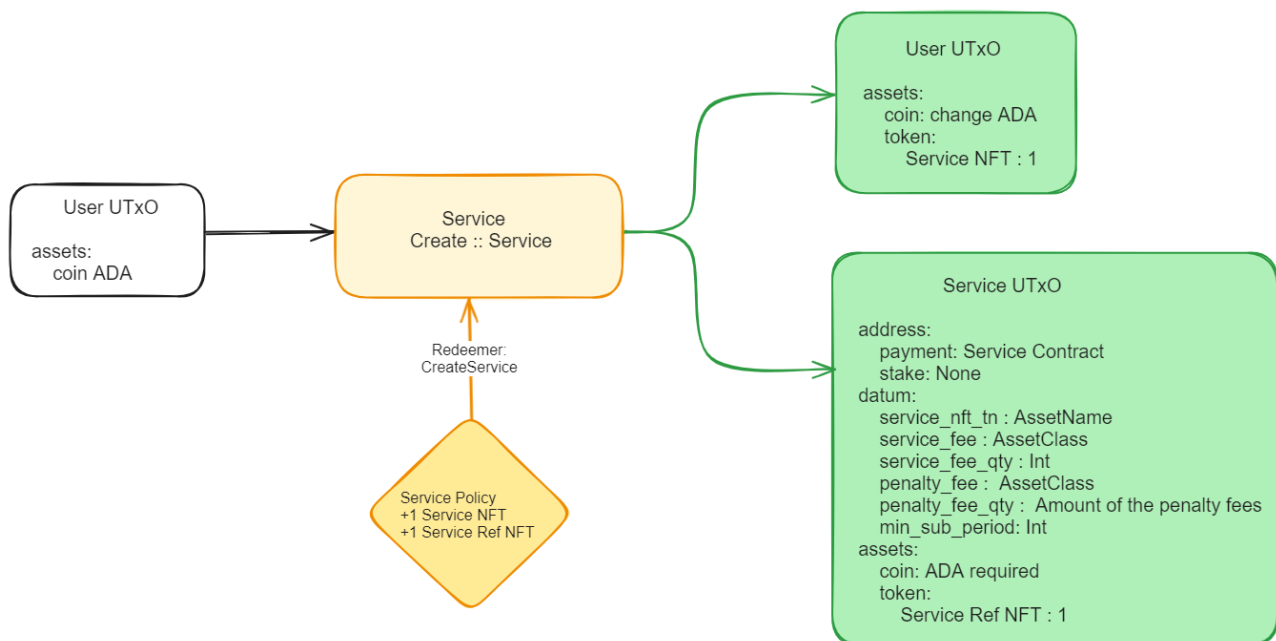 User UTxO
assets:
coin ADA
Service
Create :: Service
Redeemer:
CreateService
Service Policy
+1 Service NFT
+1 Service Ref NFT
User UTxO
assets:
coin: change ADA
token:
Service NFT : 1
Service UTxO
address:
payment: Service Contract
stake: None
datum:
service_nft_tn : AssetName
service_fee : AssetClass
service_fee_qty : Int
penalty_fee :  AssetClass
penalty_fee_qty :  Amount of the penalty fees
min_sub_period: Int
assets:
coin: ADA required
token:
Service Ref NFT : 1